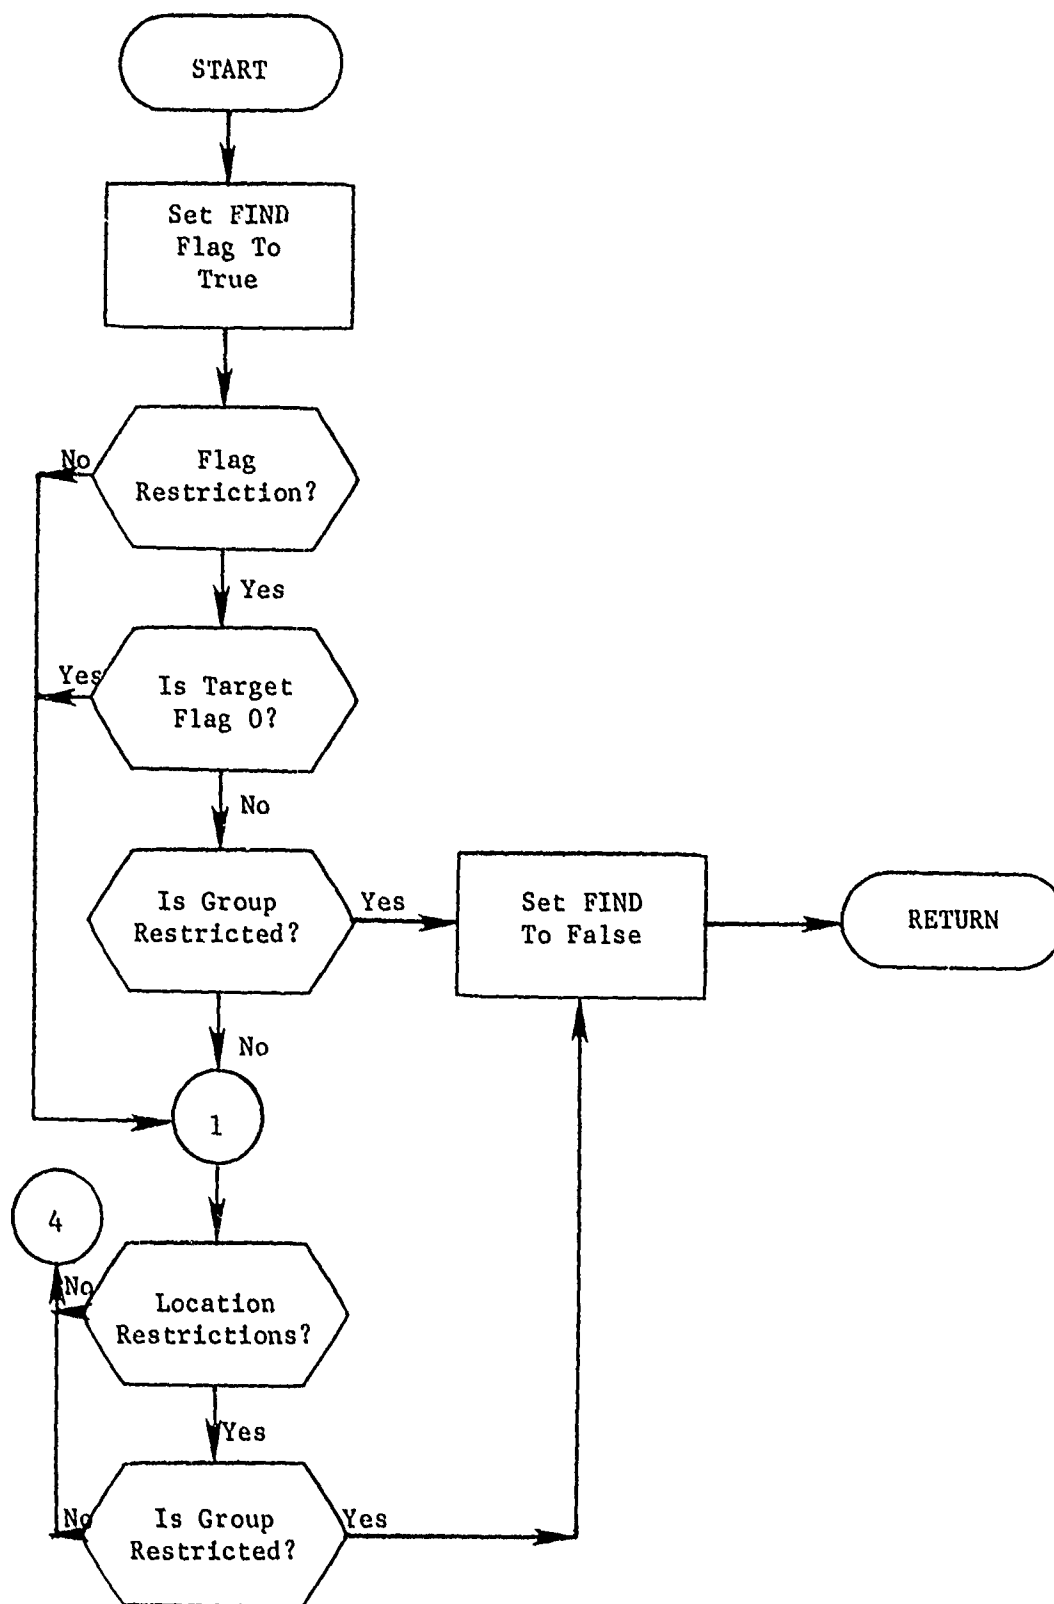 START
Set FIND
Flag To
True
No
Flag
Restriction?
Yes
Yes
Is Target
Flag 0?
No
Is Group
Restricted?
Yes
Set FIND
To False
RETURN
No
1
4
No
Location
Restrictions?
Yes
No
Is Group
Restricted?
Yes